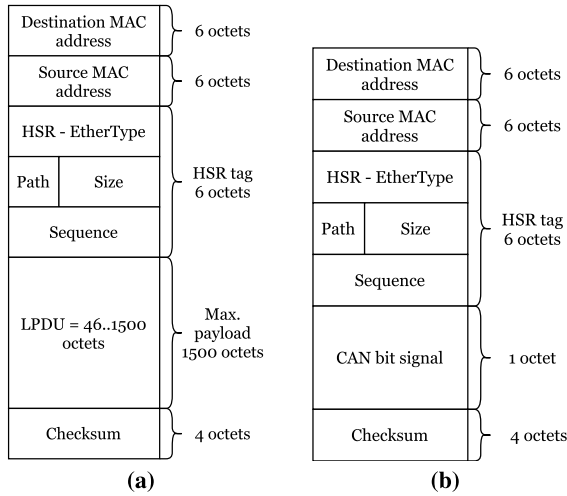 Destination MAC
address
6 octets
Source MAC
address
6 octets
HSR - EtherType
Path
Size
Sequence
HSR tag
6 octets
LPDU = 46..1500
octets
Max.
payload
1500 octets
Checksum
4 octets
(a)
Destination MAC
address
6 octets
Source MAC
address
6 octets
HSR - EtherType
Path
Size
Sequence
HSR tag
6 octets
CAN bit signal
1 octet
Checksum
4 octets
(b)